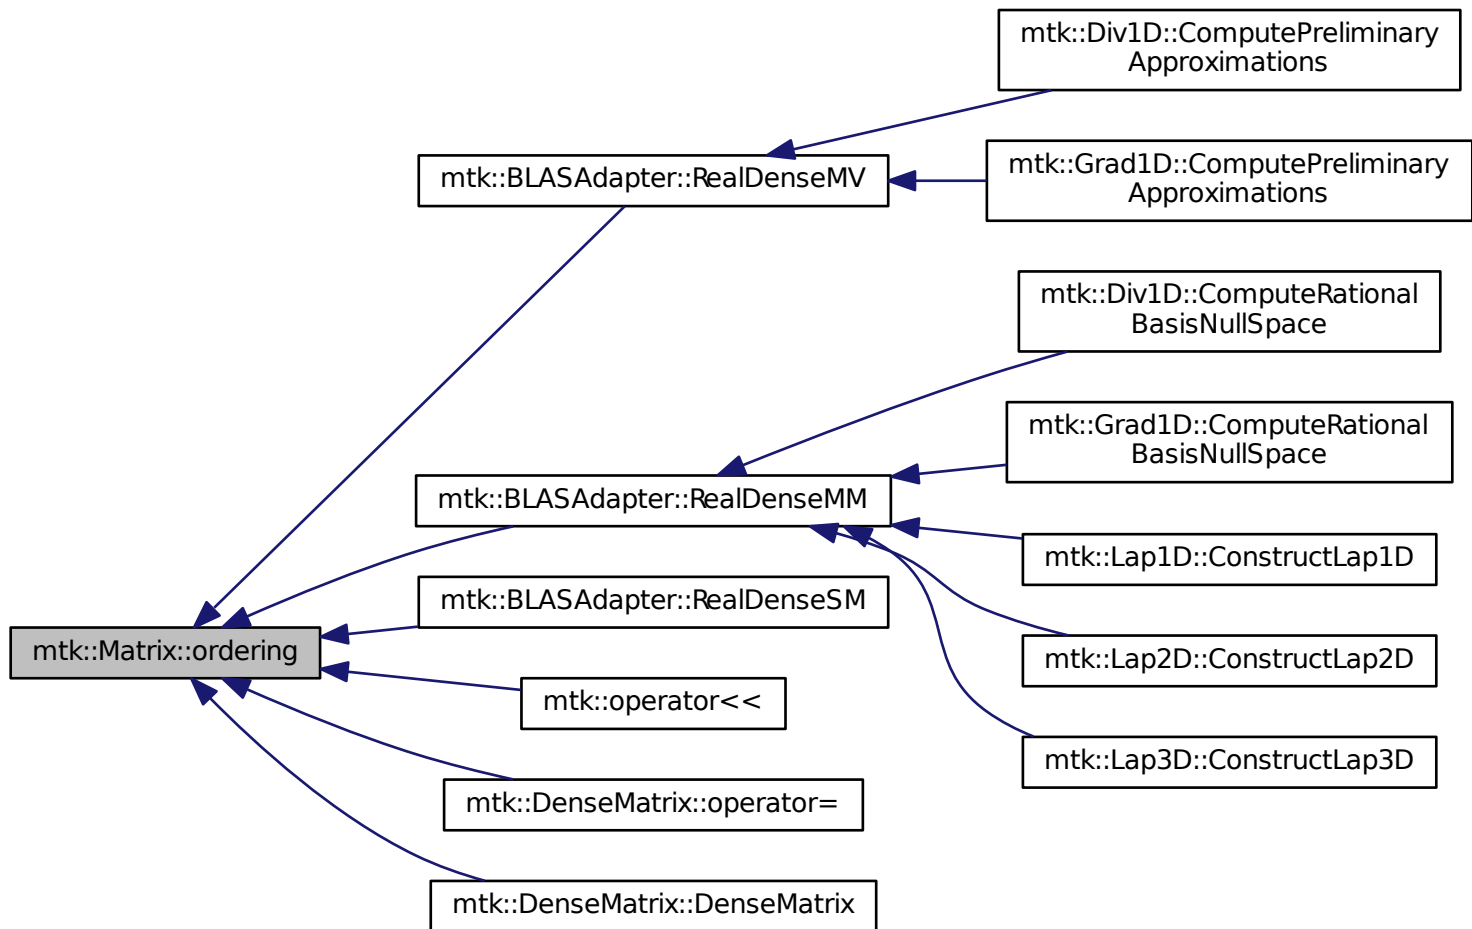 mtk::Div1D::ComputePreliminary
Approximations
mtk::BLASAdapter::RealDenseMV
mtk::Grad1D::ComputePreliminary
Approximations
mtk::Div1D::ComputeRational
BasisNullSpace
mtk::Grad1D::ComputeRational
BasisNullSpace
mtk::BLASAdapter::RealDenseMM
mtk::Lap1D::ConstructLap1D
mtk::BLASAdapter::RealDenseSM
mtk::Matrix::ordering
mtk::Lap2D::ConstructLap2D
mtk::operator<<
mtk::Lap3D::ConstructLap3D
mtk::DenseMatrix::operator=
mtk::DenseMatrix::DenseMatrix